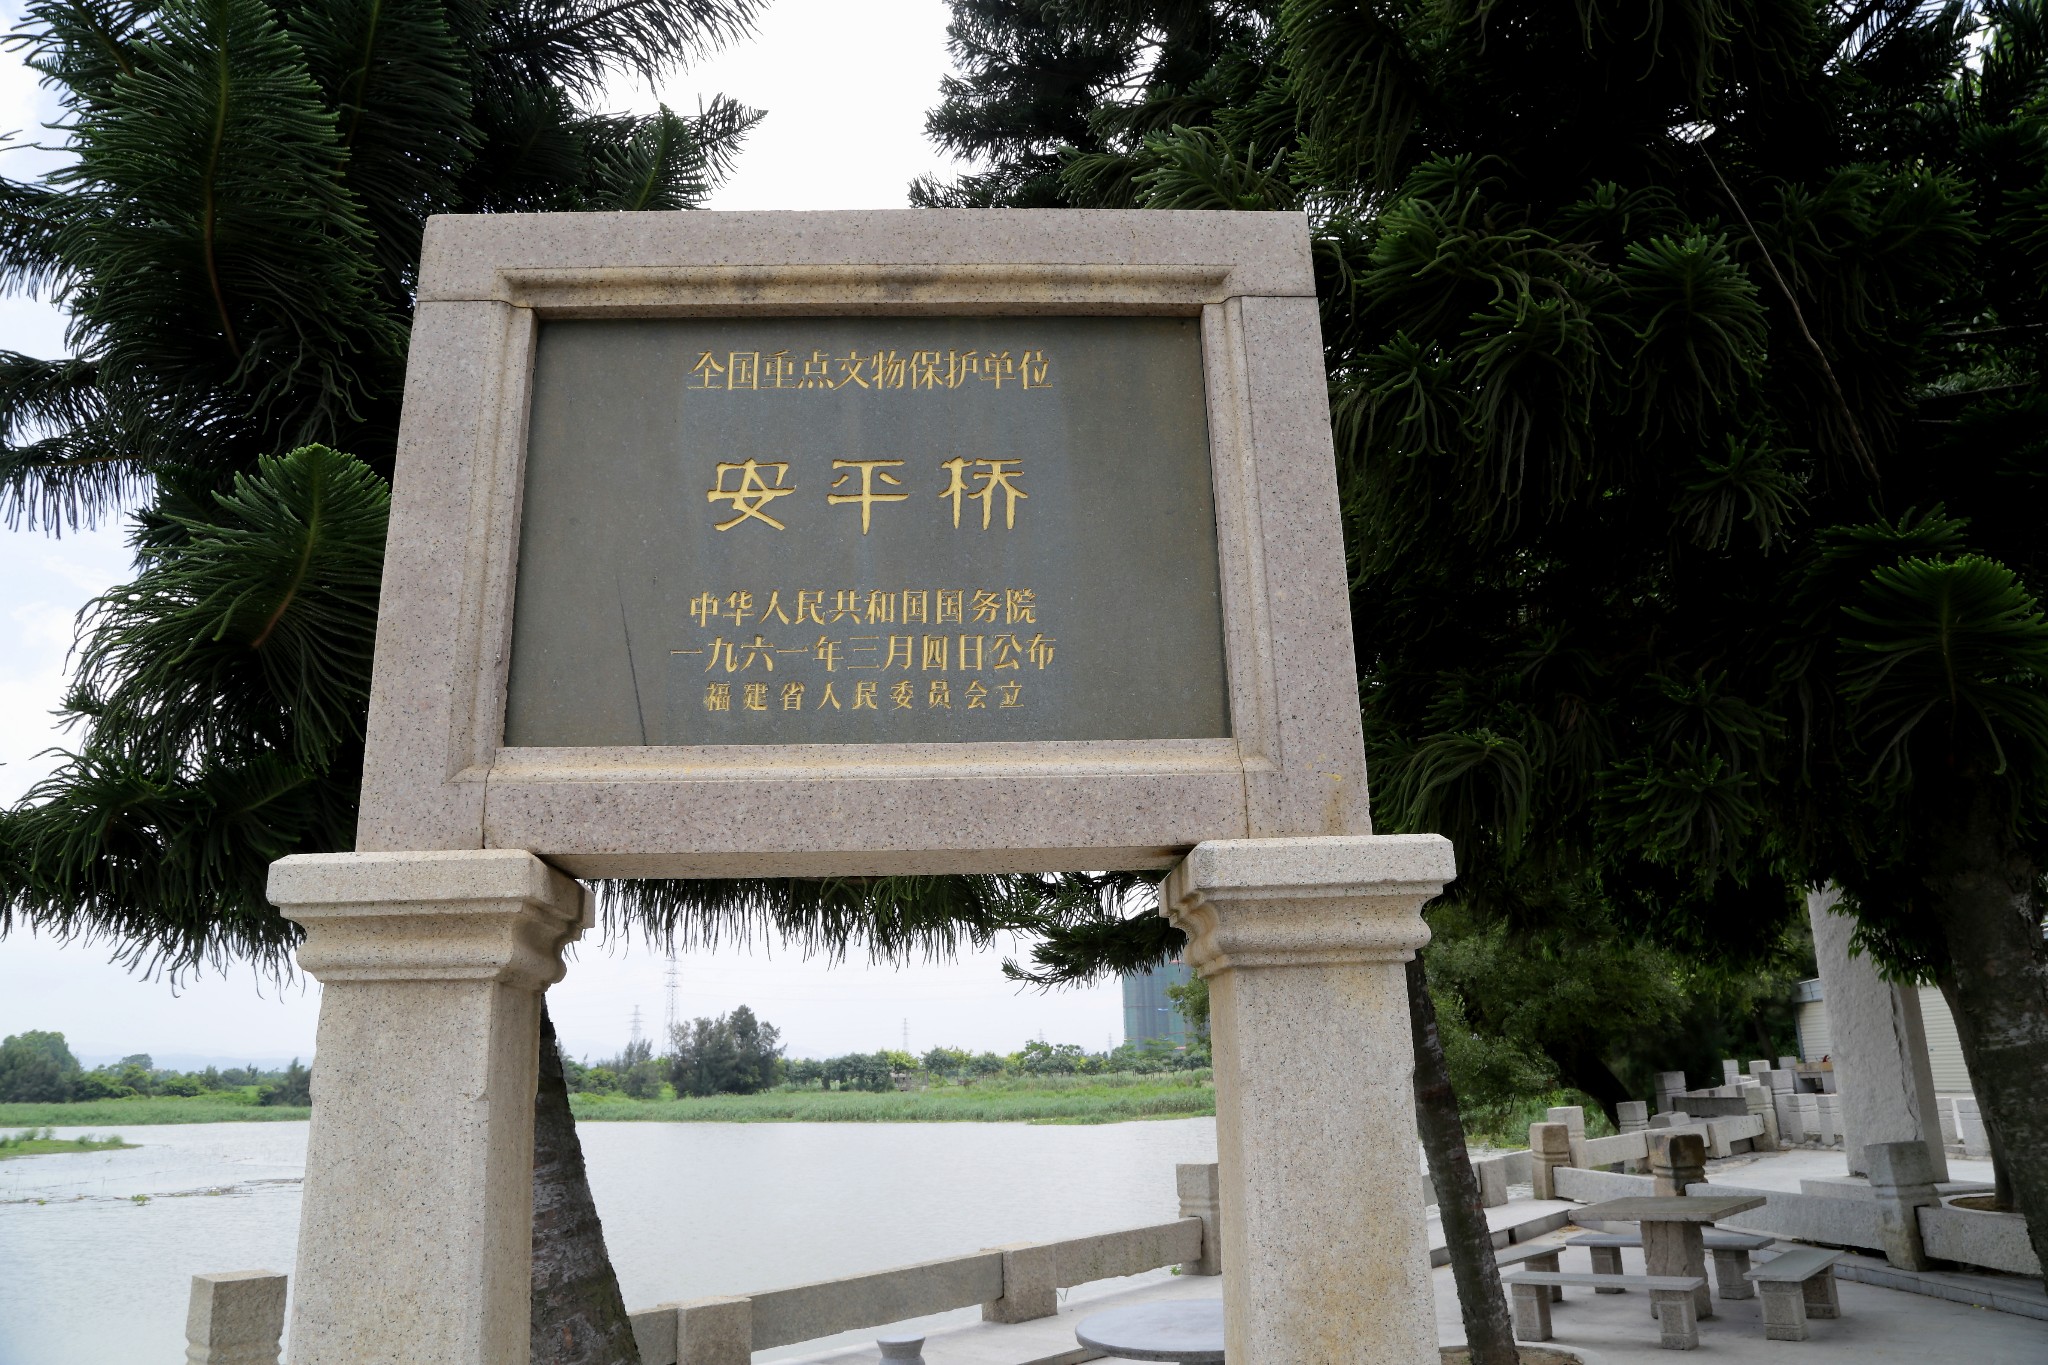 全国重点文物保护单位
安平桥
中华人民共和国国务院
一九六一年三月四日公布
福建省人民委员会立